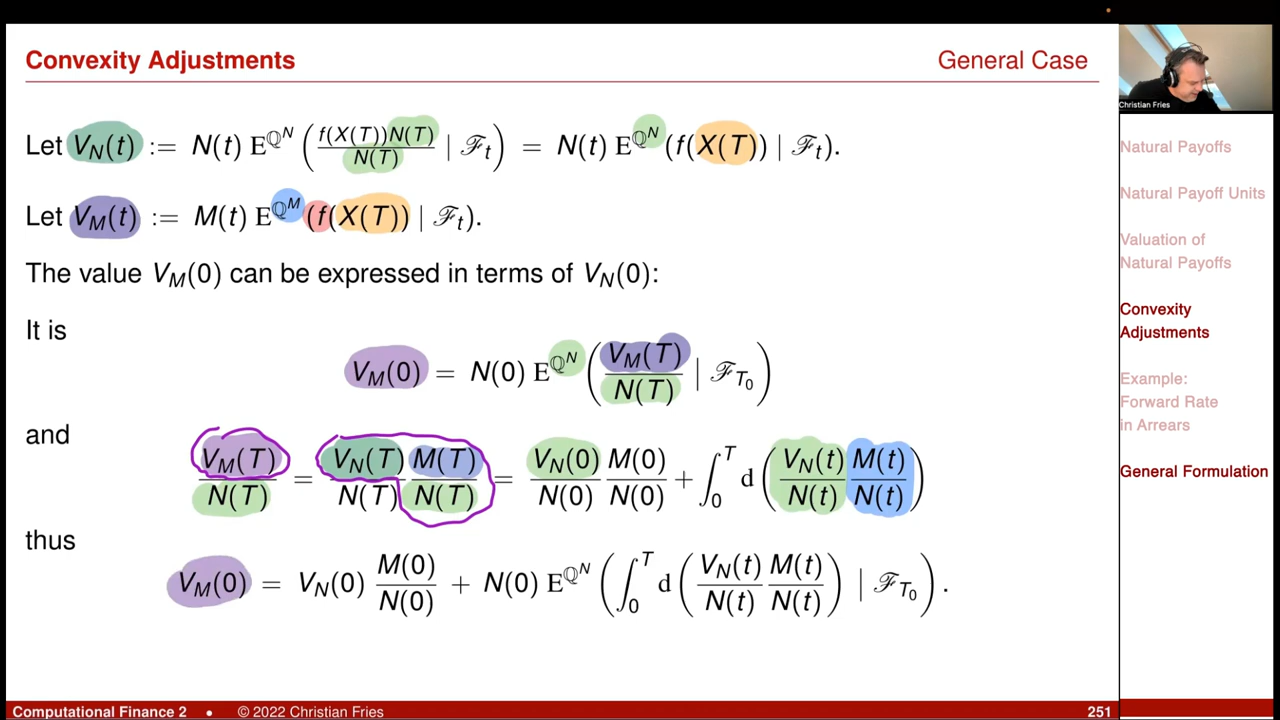 Convexity Adjustments General Case
Christian Fries
Let V_N(t) := N(t) E^{ℚ^N} ( f(X(T))N(T) / N(T) | ℱ_t ) = N(t) E^{ℚ^N} (f(X(T)) | ℱ_t).
Let V_M(t) := M(t) E^{ℚ^M} (f(X(T)) | ℱ_t).
The value V_M(0) can be expressed in terms of V_N(0):
It is
V_M(0) = N(0) E^{ℚ^N} ( V_M(T) / N(T) | ℱ_{T_0} )
and
V_M(T) / N(T) = V_N(T) / N(T) M(T) / N(T) = V_N(0) / N(0) M(0) / N(0) + ∫_0^T d ( V_N(t) / N(t) M(t) / N(t) )
thus
V_M(0) = V_N(0) M(0) / N(0) + N(0) E^{ℚ^N} ( ∫_0^T d ( V_N(t) / N(t) M(t) / N(t) ) | ℱ_{T_0} ) .
Natural Payoffs
Natural Payoff Units
Valuation of
Natural Payoffs
Convexity
Adjustments
Example:
Forward Rate
in Arrears
General Formulation
Computational Finance 2 • © 2022 Christian Fries 251